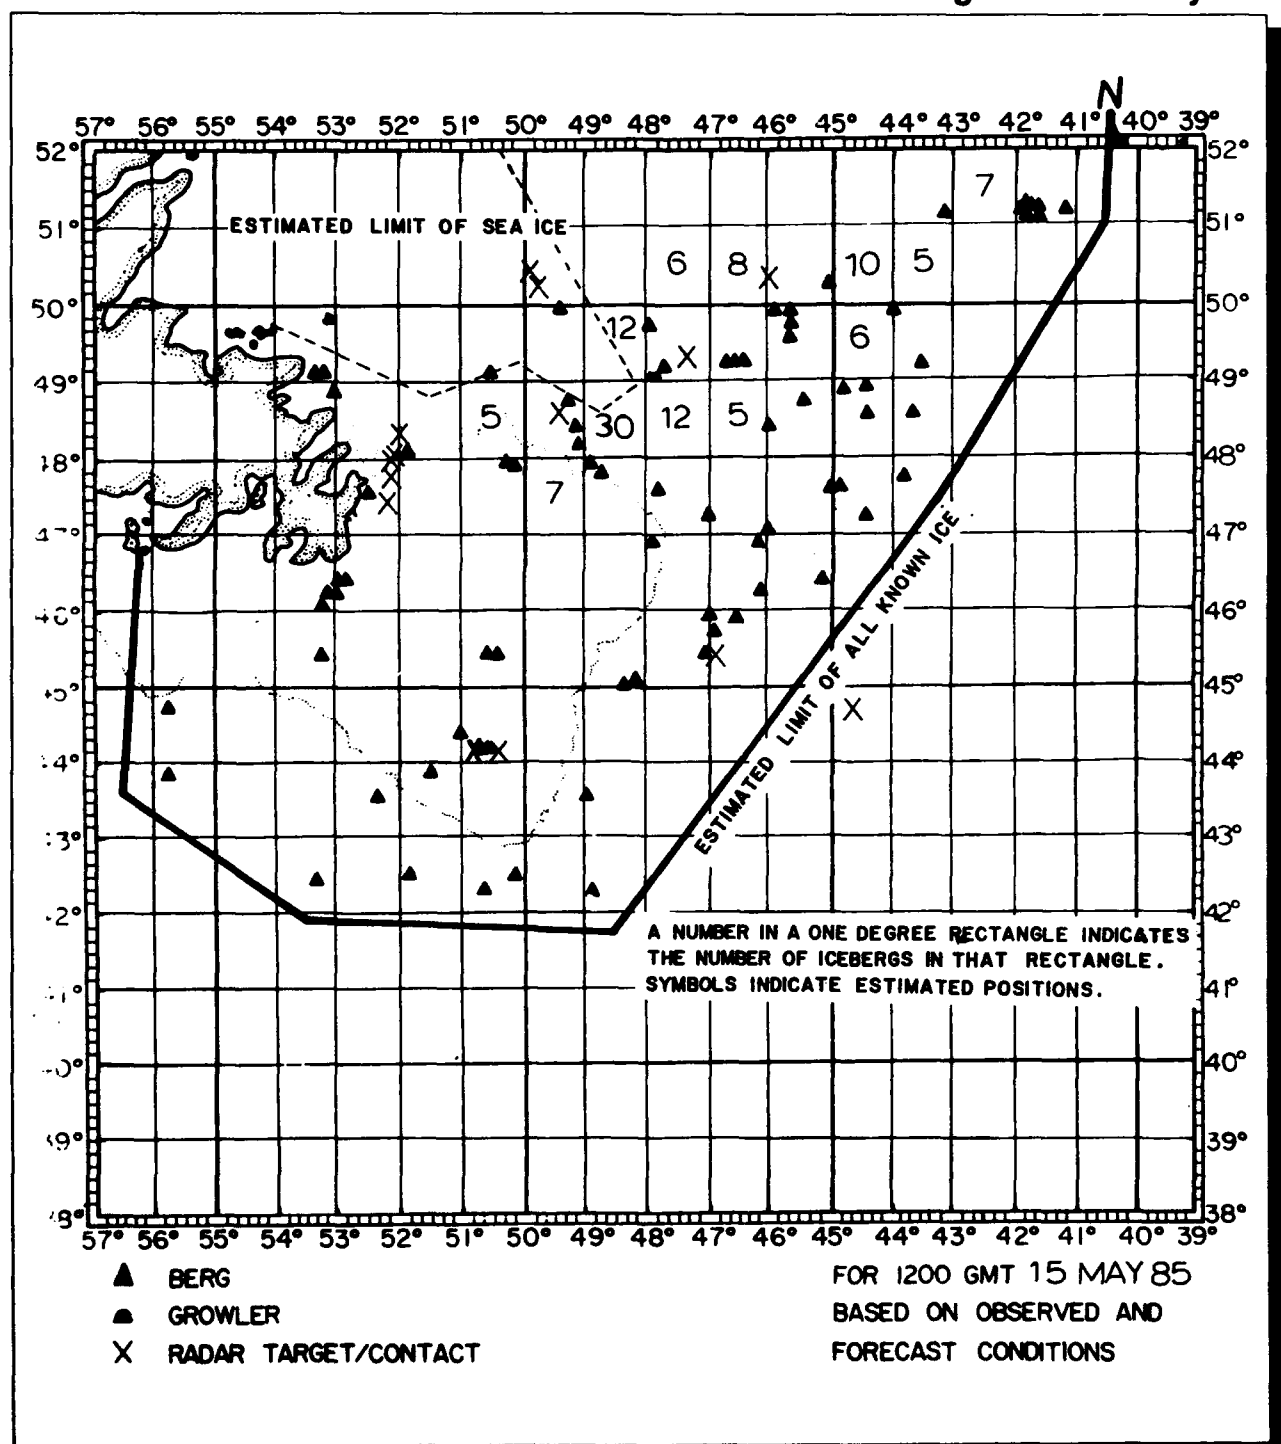 N
57° 56° 55° 54° 53° 52° 51° 50° 49° 48° 47° 46° 45° 44° 43° 42° 41° 40° 39°
52° 52°
7
51° ESTIMATED LIMIT OF SEA ICE 51°
6 8 10 5
50° 50°
12 6
49° 49°
5 30 12 5
48°
7
47°
46°
45°
44°
43°
42°
41°
40°
39°
38°
ESTIMATED LIMIT OF ALL KNOWN ICE
A NUMBER IN A ONE DEGREE RECTANGLE INDICATES
THE NUMBER OF ICEBERGS IN THAT RECTANGLE.
SYMBOLS INDICATE ESTIMATED POSITIONS.
57° 56° 55° 54° 53° 52° 51° 50° 49° 48° 47° 46° 45° 44° 43° 42° 41° 40° 39°
BERG
GROWLER
RADAR TARGET/CONTACT
FOR 1200 GMT 15 MAY 85
BASED ON OBSERVED AND
FORECAST CONDITIONS